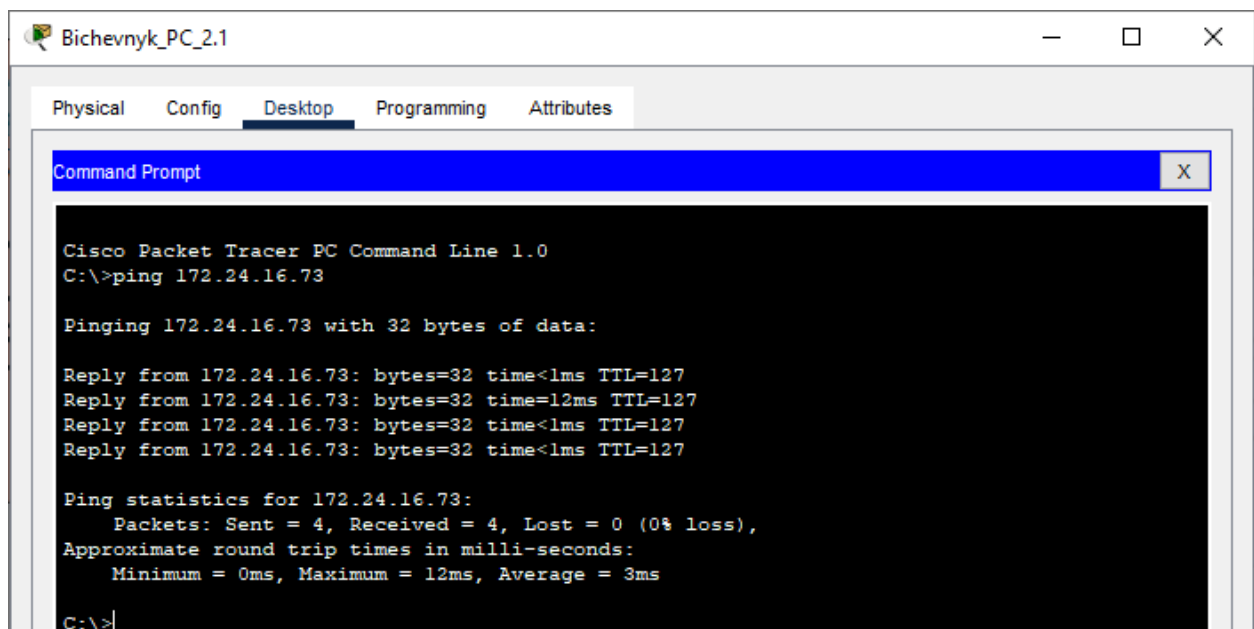 Bichevnyk_PC_2.1
Physical Config Desktop Programming Attributes
Command Prompt X
Cisco Packet Tracer PC Command Line 1.0
C:\>ping 172.24.16.73
Pinging 172.24.16.73 with 32 bytes of data:
Reply from 172.24.16.73: bytes=32 time<1ms TTL=127
Reply from 172.24.16.73: bytes=32 time=12ms TTL=127
Reply from 172.24.16.73: bytes=32 time<1ms TTL=127
Reply from 172.24.16.73: bytes=32 time<1ms TTL=127
Ping statistics for 172.24.16.73:
    Packets: Sent = 4, Received = 4, Lost = 0 (0% loss),
Approximate round trip times in milli-seconds:
    Minimum = 0ms, Maximum = 12ms, Average = 3ms
C:\>